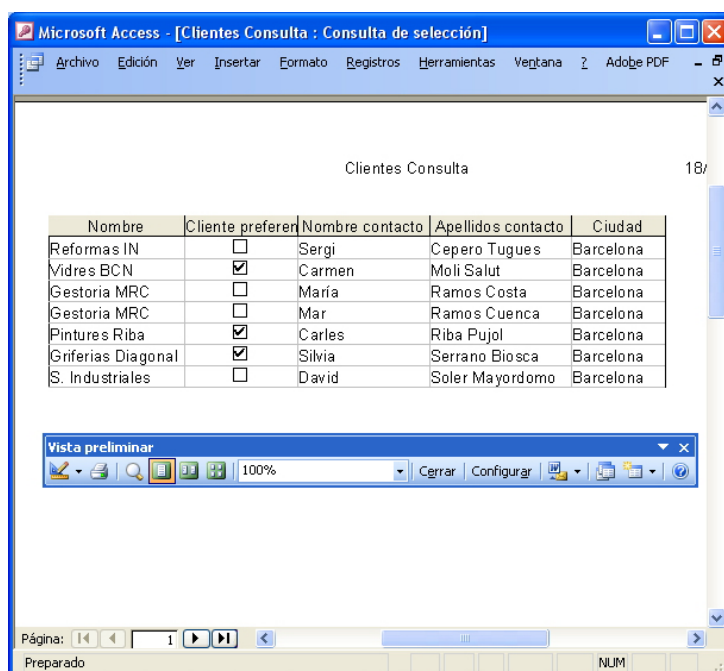 Microsoft Access - [Clientes Consulta : Consulta de selección]
Archivo Edición Ver Insertar Formato Registros Herramientas Ventana ? Adobe PDF
Clientes Consulta 18/
Nombre Cliente preferen Nombre contacto Apellidos contacto Ciudad
Reformas IN Sergi Cepero Tugues Barcelona
Vidres BCN Carmen Moli Salut Barcelona
Gestoria MRC María Ramos Costa Barcelona
Gestoria MRC Mar Ramos Cuenca Barcelona
Pintures Riba Carles Riba Pujol Barcelona
Griferias Diagonal Silvia Serrano Biosca Barcelona
S. Industriales David Soler Mayordomo Barcelona
Vista preliminar
100% Cerrar Configurar
Página: 1
Preparado NUM